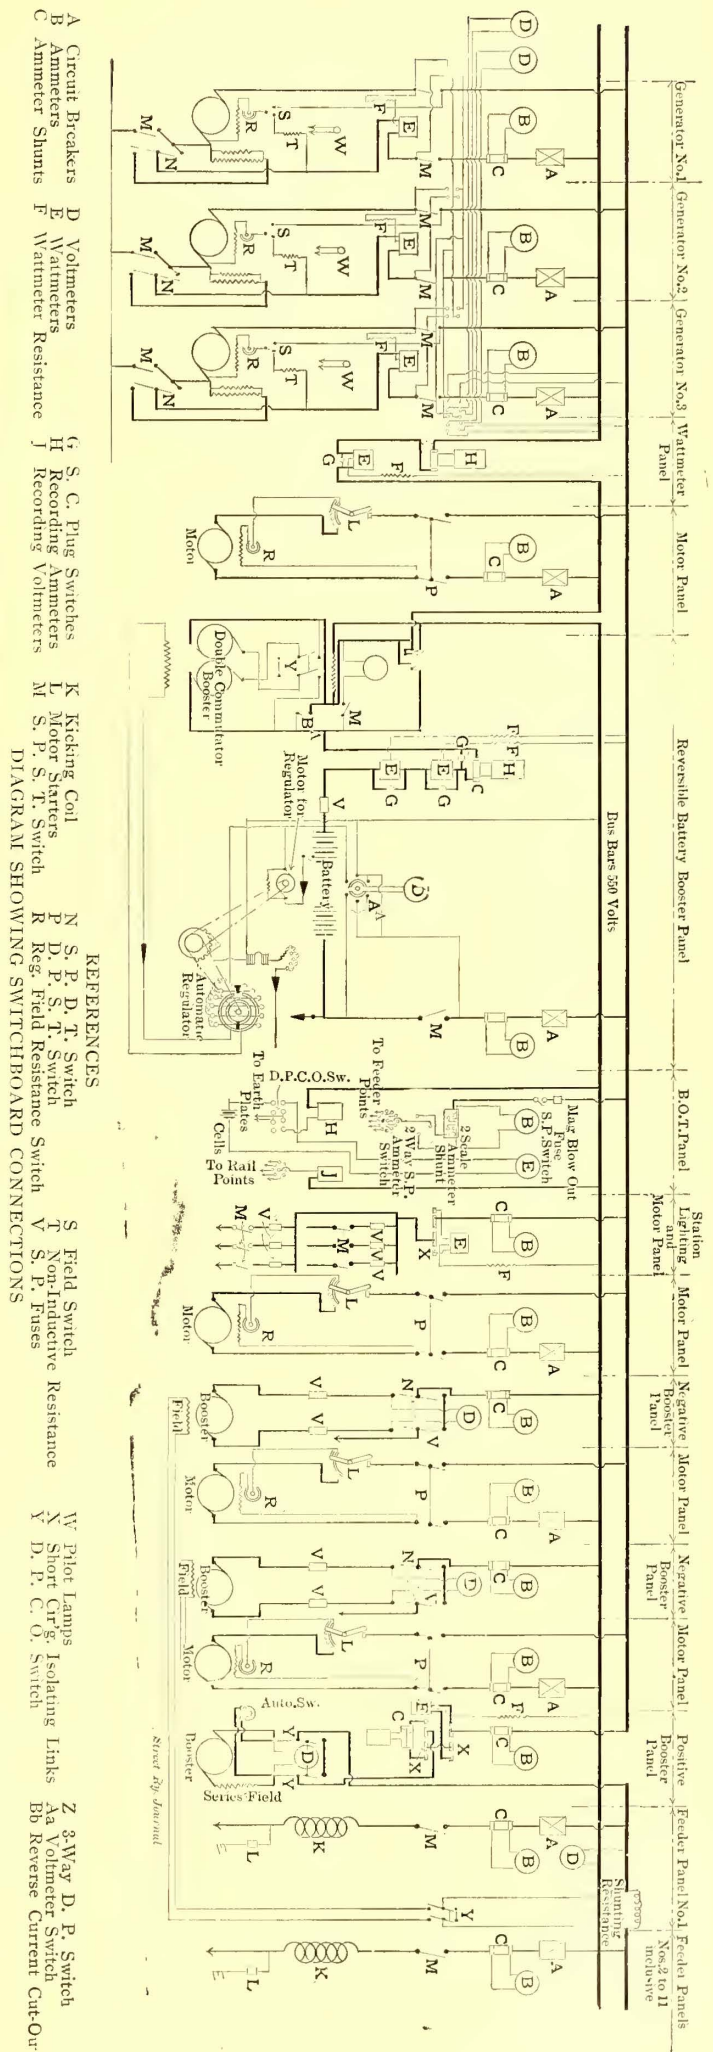 Generator No.1
Generator No.2
Generator No.3
Wattmeter
Panel
Motor Panel
Reversible Battery Booster Panel
B.O.T.Panel
Station
Lighting
and
Motor Panel
Motor Panel
Negative
Booster
Panel
Motor Panel
Negative
Booster
Panel
Motor Panel
Positive
Booster
Panel
Feeder Panel No.1
Feeder Panels
Nos.2 to 11
inclusive
Bus Bars 550 Volts
Shunting
Resistance
Motor
Double Commutator
Booster
Motor for
Regulator
Battery
Automatic
Regulator
Mag Blow Out
Fuse
S.P.Switch
2 Scale
Ammeter
Shunt
2 Way S.P.
Ammeter
Switch
To Feeder
Points
D.P.C.O.Sw.
To Earth
Plates
Cells
To Rail
Points
Motor
Booster
Field
Motor
Booster
Field
Motor
Auto.Sw.
Booster
Series Field
Street Ry. Journal
REFERENCES
A Circuit Breakers
B Ammeters
C Ammeter Shunts
D Voltmeters
E Wattmeters
F Wattmeter Resistance
G S. C. Plug Switches
H Recording Ammeters
J Recording Voltmeters
K Kicking Coil
L Motor Starters
M S. P. S. T. Switch
N S. P. D. T. Switch
P D. P. S. T. Switch
R Reg. Field Resistance Switch
S Field Switch
T Non-Inductive Resistance
V S. P. Fuses
W Pilot Lamps
X Short Cir'g. Isolating Links
Y D. P. C. O. Switch
Z 3-Way D. P. Switch
Aa Voltmeter Switch
Bb Reverse Current Cut-Out
DIAGRAM SHOWING SWITCHBOARD CONNECTIONS